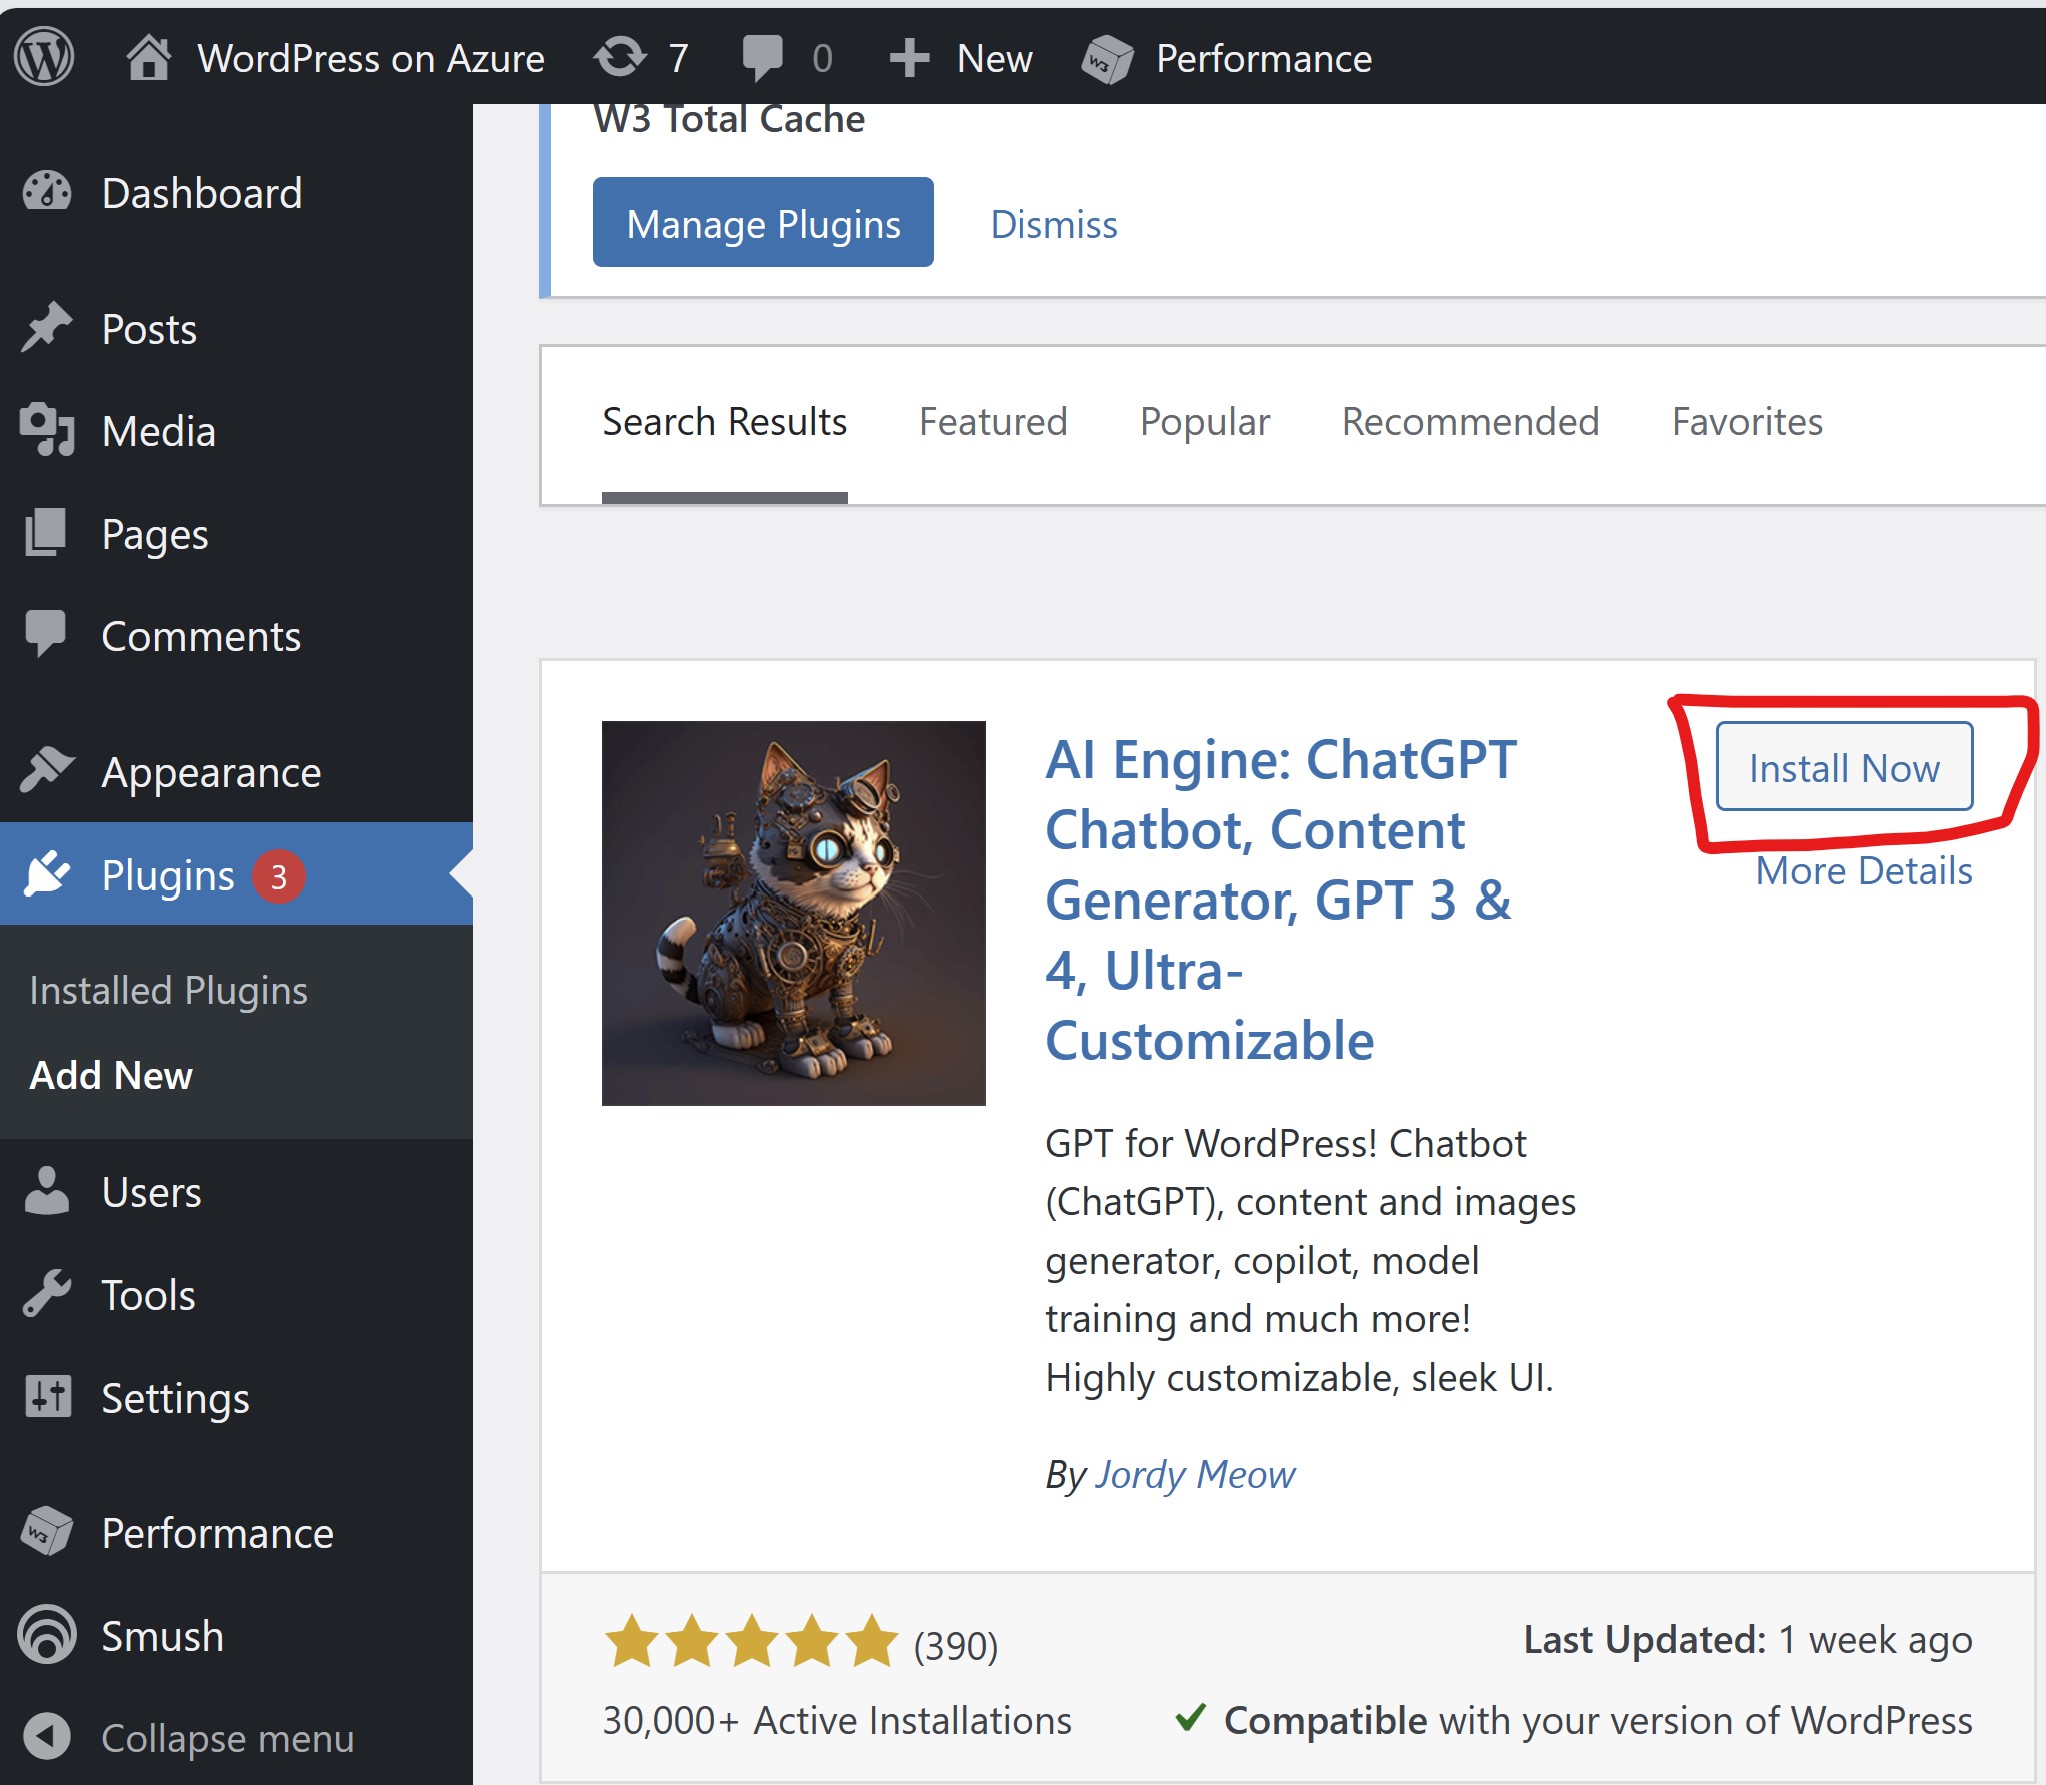 WordPress on Azure 7 0 New Performance
Dashboard
Posts
Media
Pages
Comments
Appearance
Plugins 3
Installed Plugins
Add New
Users
Tools
Settings
Performance
Smush
Collapse menu
W3 Total Cache
Manage Plugins Dismiss
Search Results Featured Popular Recommended Favorites
AI Engine: ChatGPT
Chatbot, Content
Generator, GPT 3 &
4, Ultra-
Customizable
Install Now
More Details
GPT for WordPress! Chatbot
(ChatGPT), content and images
generator, copilot, model
training and much more!
Highly customizable, sleek UI.
By Jordy Meow
(390)
30,000+ Active Installations
Last Updated: 1 week ago
Compatible with your version of WordPress